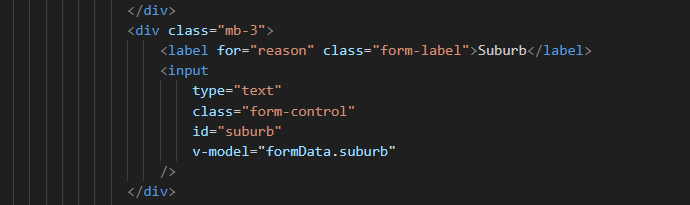 </div>
<div class="mb-3">
<label for="reason" class="form-label">Suburb</label>
<input
type="text"
class="form-control"
id="suburb"
v-model="formData.suburb"
/>
</div>